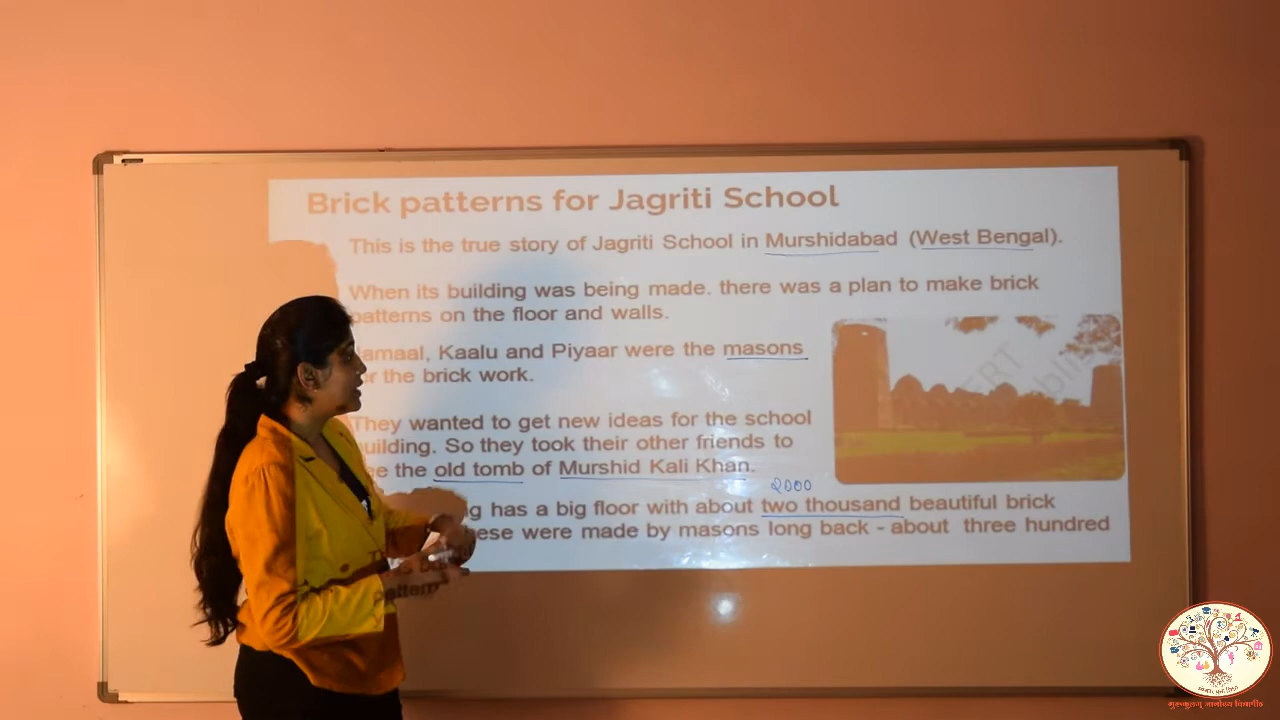 Brick patterns for Jagriti School
This is the true story of Jagriti School in Murshidabad (West Bengal).
When its building was being made. there was a plan to make brick
patterns on the floor and walls.
amaal, Kaalu and Piyaar were the masons
the brick work.
They wanted to get new ideas for the school
uilding. So they took their other friends to
the old tomb of Murshid Kali Khan.
2000
g has a big floor with about two thousand beautiful brick
ese were made by masons long back - about three hundred
pattern